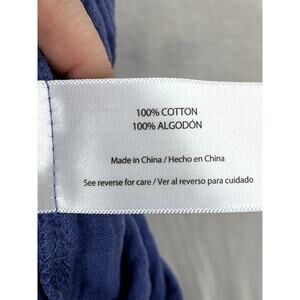 100% COTTON
100% ALGODÓN
Made in China / Hecho en China
See reverse for care / Ver al reverso para cuidado